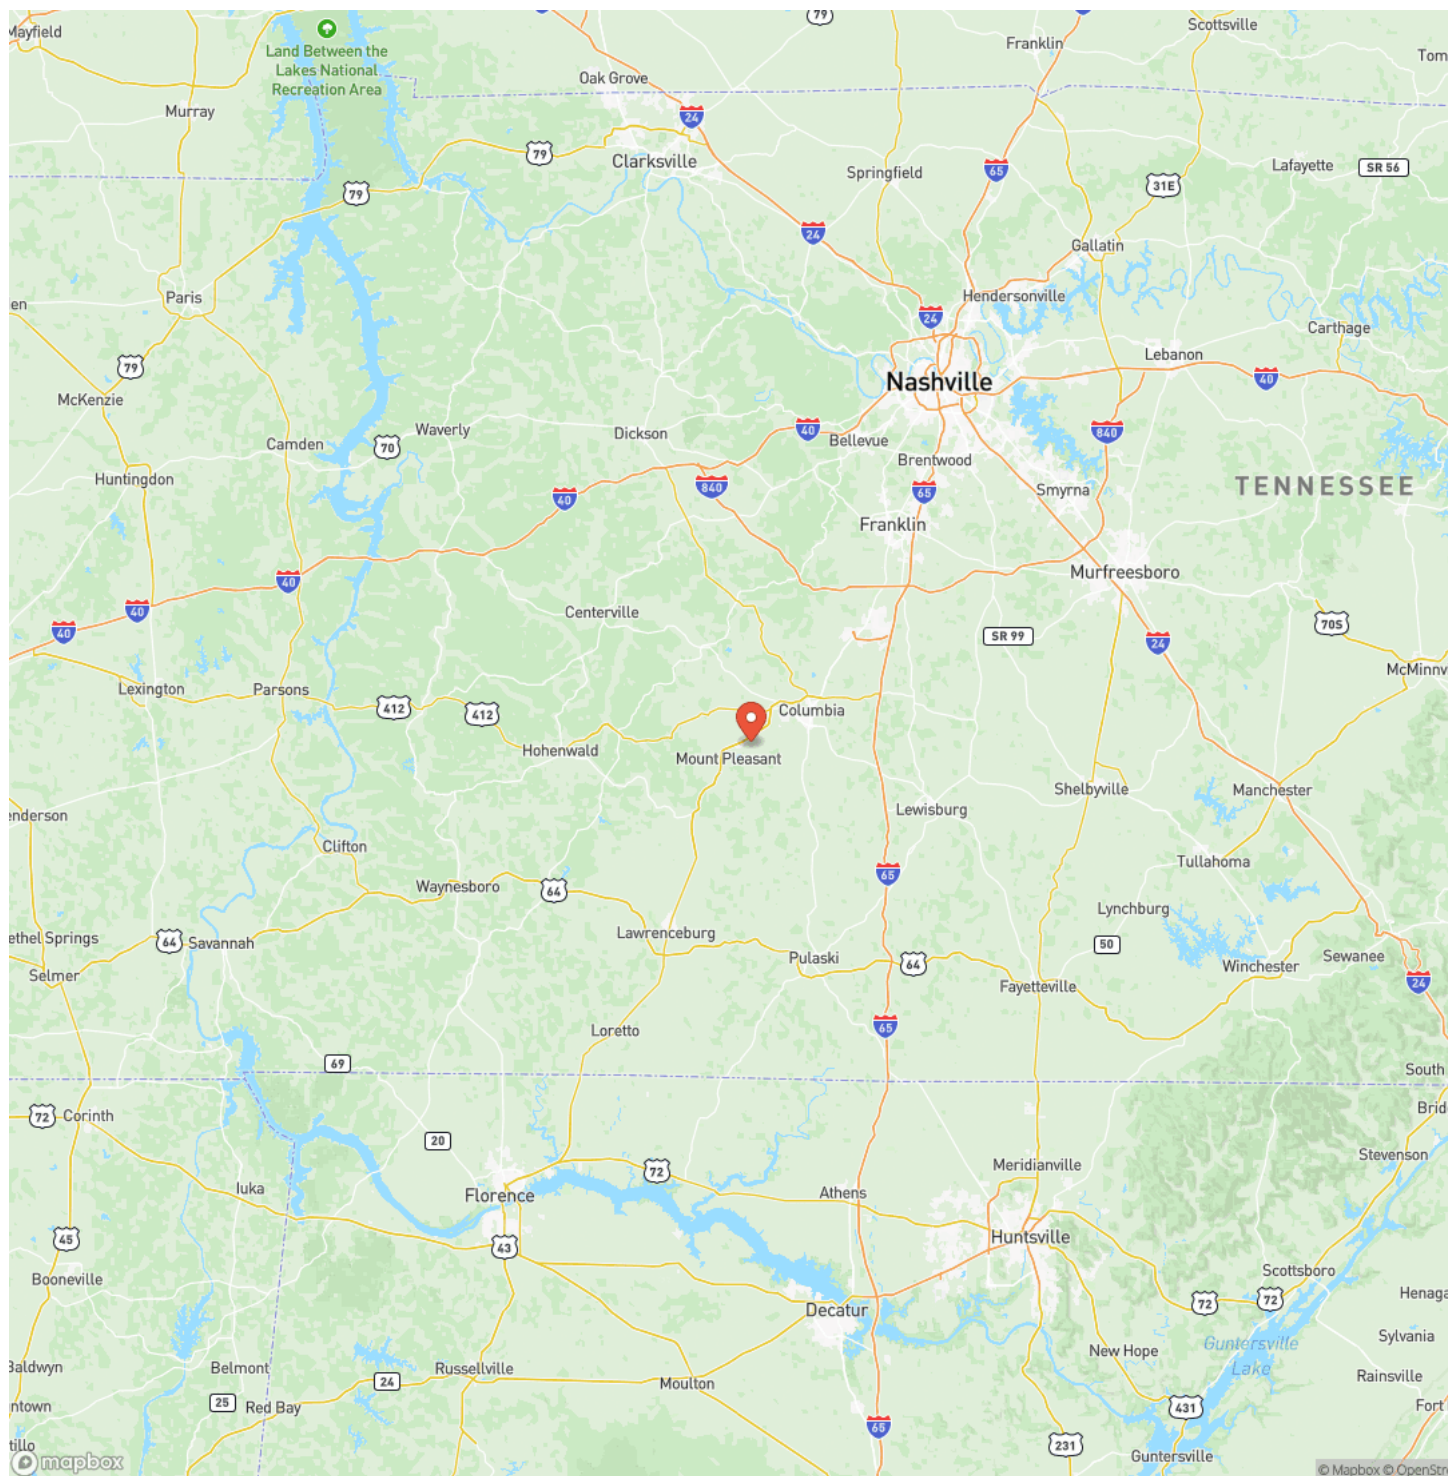 79
Scottsville
Mayfield
Franklin
Land Between the
Lakes National
Recreation Area
Tom
Oak Grove
Murray
24
79
Clarksville
Springfield
65
Lafayette
SR 56
79
31E
24
Gallatin
Paris
en
Hendersonville
24
Carthage
79
Lebanon
Nashville
40
McKenzie
Waverly
Dickson
40
Bellevue
840
Camden
70
Brentwood
Huntingdon
840
40
65
Smyrna
TENNESSEE
Franklin
40
Murfreesboro
40
40
Centerville
SR 99
24
70S
McMinnv
Lexington
Parsons
412
412
Columbia
Hohenwald
Mount Pleasant
Shelbyville
Manchester
Lewisburg
enderson
Clifton
65
Tullahoma
Waynesboro
64
Lynchburg
Lawrenceburg
ethel Springs
64
Savannah
50
Pulaski
64
Sewanee
Winchester
Selmer
Fayetteville
24
65
Loretto
69
South
72
Corinth
Brid
20
Stevenson
72
Meridianville
Iuka
Florence
Athens
45
43
Huntsville
Booneville
Scottsboro
72
72
Henaga
Decatur
Guntersville
Lake
Sylvania
New Hope
Baldwyn
Belmont
Russellville
Rainsville
24
Moulton
25
Red Bay
ntown
431
Fort
65
231
tillo
Guntersville
mapbox
© Mapbox © OpenStr